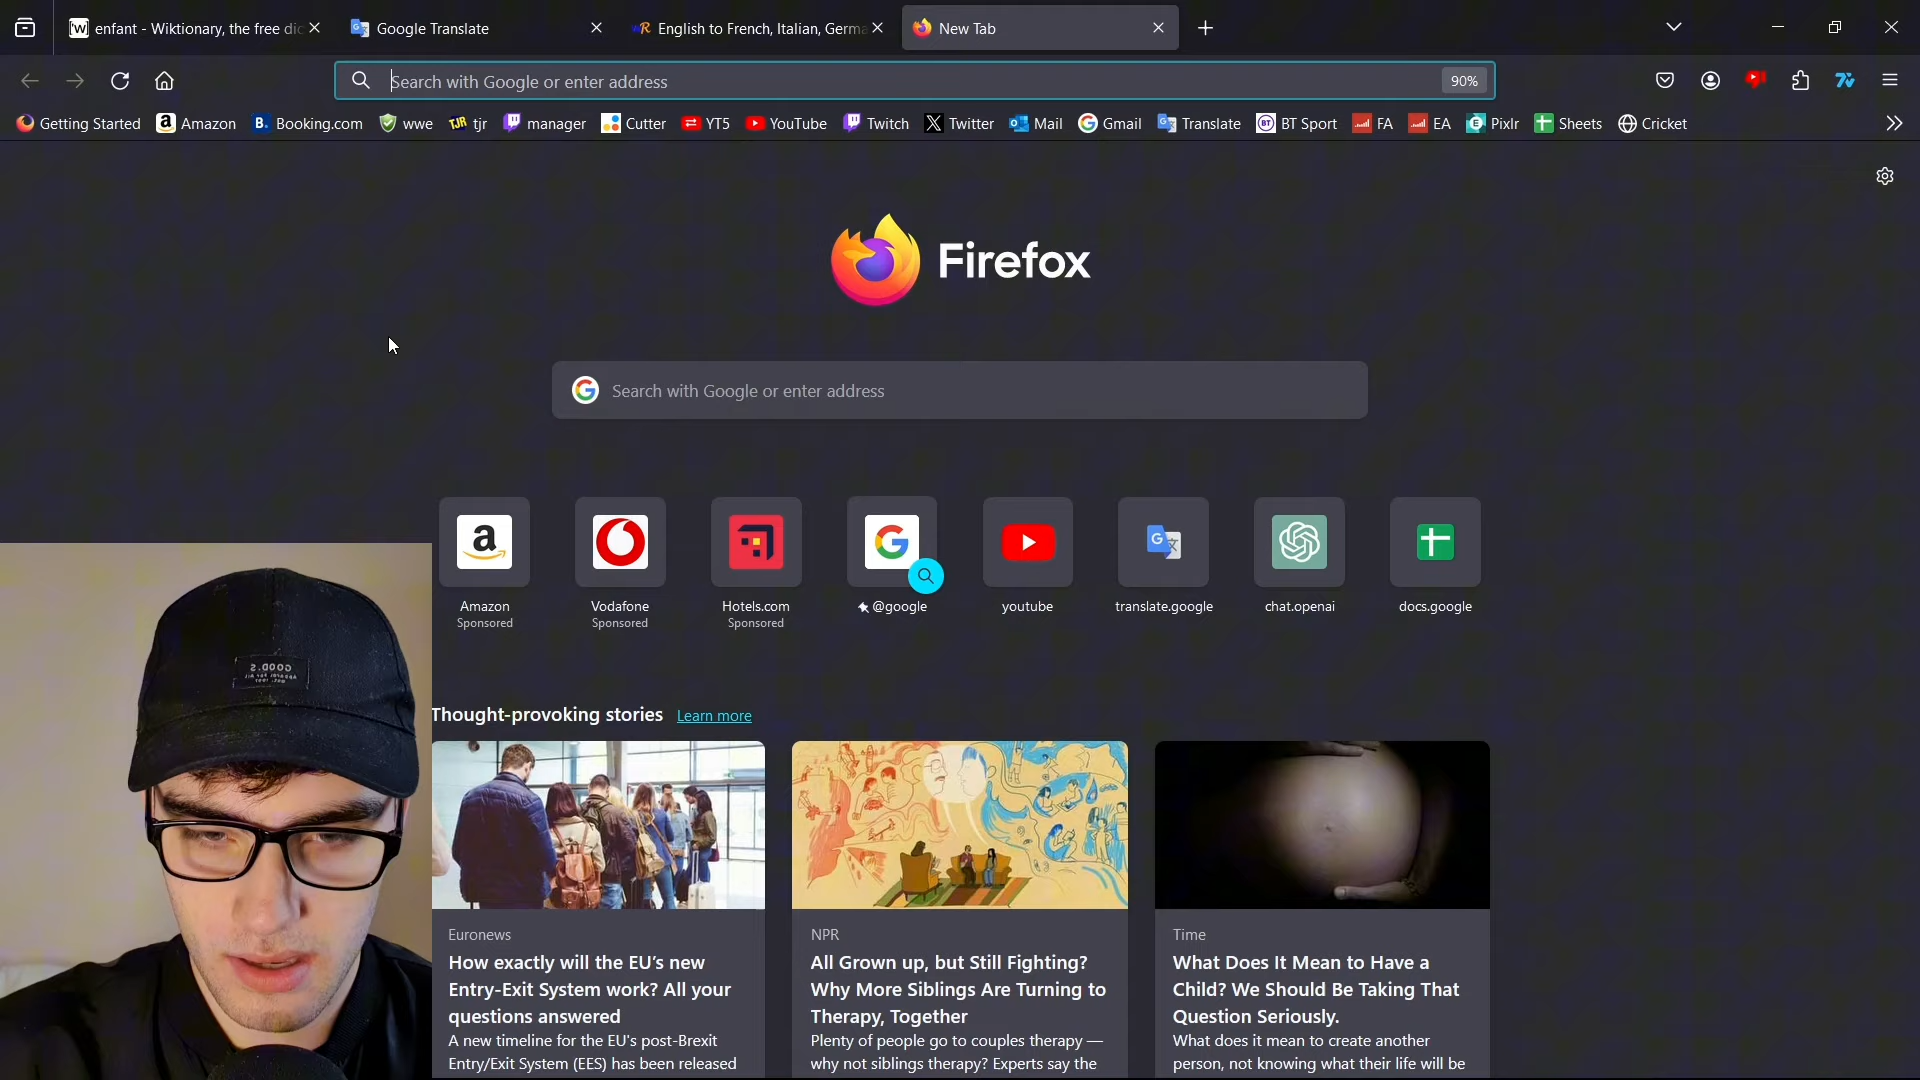 enfant - Wiktionary, the free dic
Google Translate
English to French, Italian, Germa
New Tab
Search with Google or enter address
90%
Getting Started
Amazon
Booking.com
wwe
tjr
manager
Cutter
YT5
YouTube
Twitch
Twitter
Mail
Gmail
Translate
BT Sport
FA
EA
Pixlr
Sheets
Cricket
Firefox
Search with Google or enter address
Amazon
Sponsored
Vodafone
Sponsored
Hotels.com
Sponsored
@google
youtube
translate.google
chat.openai
docs.google
Thought-provoking stories Learn more
Euronews
How exactly will the EU's new
Entry-Exit System work? All your
questions answered
A new timeline for the EU's post-Brexit
Entry/Exit System (EES) has been released
NPR
All Grown up, but Still Fighting?
Why More Siblings Are Turning to
Therapy, Together
Plenty of people go to couples therapy —
why not siblings therapy? Experts say the
Time
What Does It Mean to Have a
Child? We Should Be Taking That
Question Seriously.
What does it mean to create another
person, not knowing what their life will be
GOOD.S.